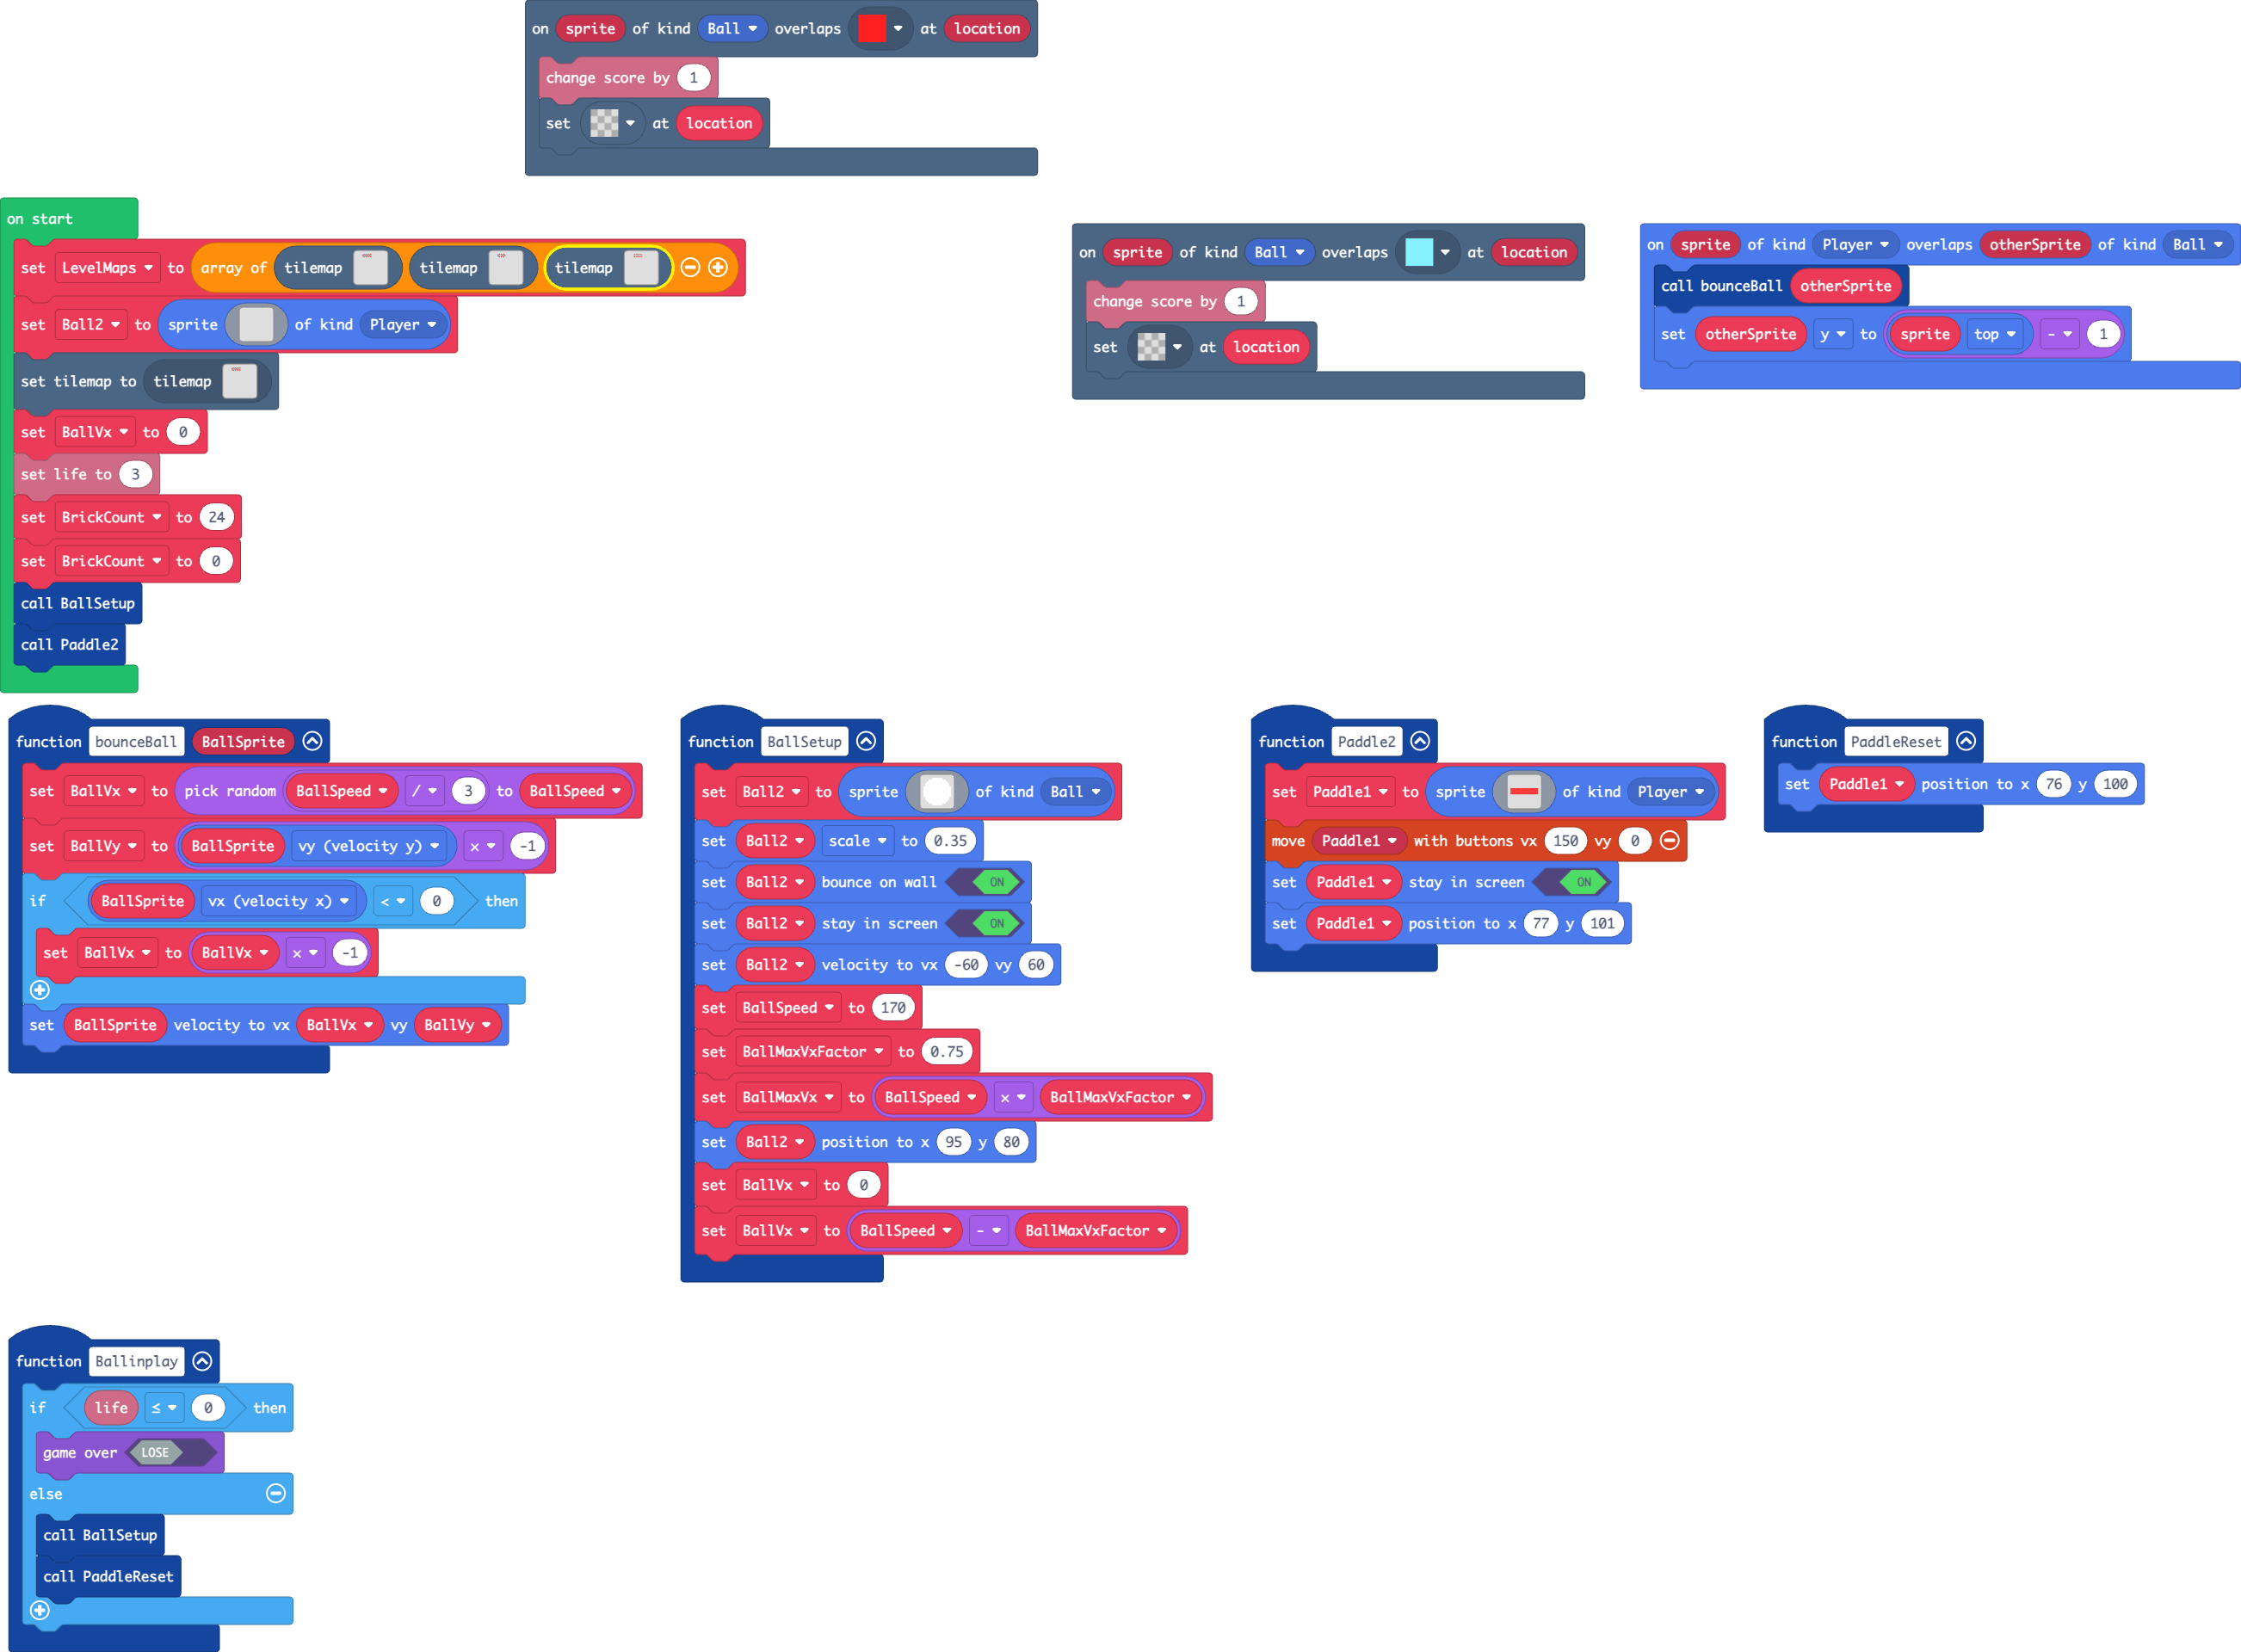 on sprite of kind Ball overlaps at location
change score by 1
set at location
on start
set LevelMaps to array of tilemap tilemap tilemap
set Ball2 to sprite of kind Player
set tilemap to tilemap
set BallVx to 0
set life to 3
set BrickCount to 24
set BrickCount to 0
call BallSetup
call Paddle2
on sprite of kind Ball overlaps at location
change score by 1
set at location
on sprite of kind Player overlaps otherSprite of kind Ball
call bounceBall otherSprite
set otherSprite y to sprite top - 1
function bounceBall BallSprite
set BallVx to pick random BallSpeed / 3 to BallSpeed
set BallVy to BallSprite vy (velocity y) × -1
if BallSprite vx (velocity x) < 0 then
set BallVx to BallVx × -1
set BallSprite velocity to vx BallVx vy BallVy
function BallSetup
set Ball2 to sprite of kind Ball
set Ball2 scale to 0.35
set Ball2 bounce on wall ON
set Ball2 stay in screen ON
set Ball2 velocity to vx -60 vy 60
set BallSpeed to 170
set BallMaxVxFactor to 0.75
set BallMaxVx to BallSpeed × BallMaxVxFactor
set Ball2 position to x 95 y 80
set BallVx to 0
set BallVx to BallSpeed - BallMaxVxFactor
function Paddle2
set Paddle1 to sprite of kind Player
move Paddle1 with buttons vx 150 vy 0
set Paddle1 stay in screen ON
set Paddle1 position to x 77 y 101
function PaddleReset
set Paddle1 position to x 76 y 100
function Ballinplay
if life ≤ 0 then
game over LOSE
else
call BallSetup
call PaddleReset